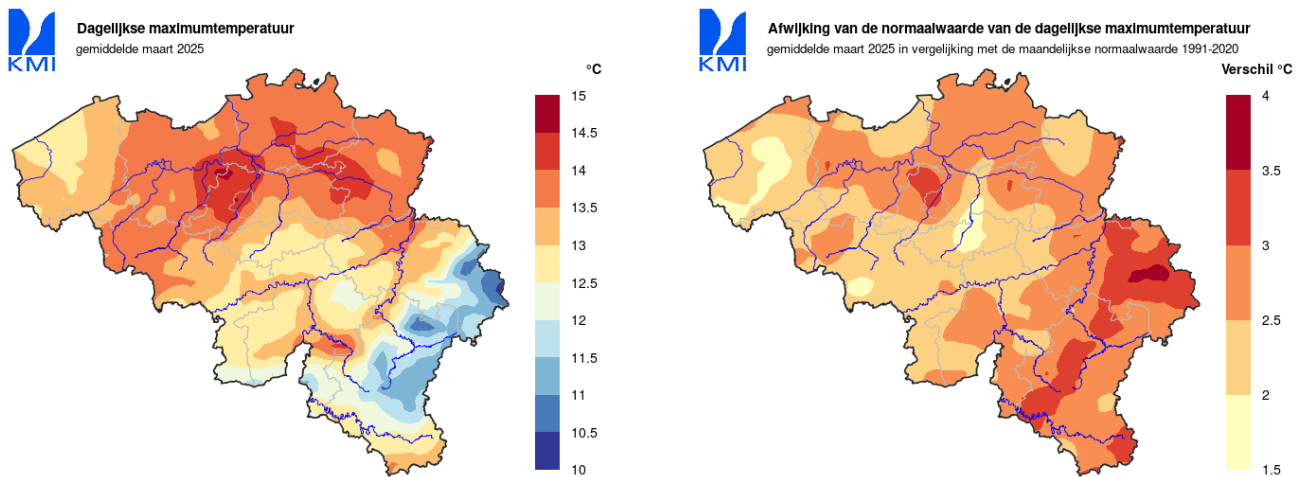 Dagelijkse maximumtemperatuur
gemiddelde maart 2025
KMI
°C
15
14.5
14
13.5
13
12.5
12
11.5
11
10.5
10
Afwijking van de normaalwaarde van de dagelijkse maximumtemperatuur
gemiddelde maart 2025 in vergelijking met de maandelijkse normaalwaarde 1991-2020
KMI
Verschil °C
4
3.5
3
2.5
2
1.5